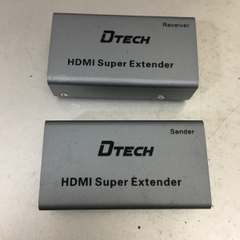 Receiver
DTECH
HDMI Super Extender
Sender
DTECH
HDMI Super Extender